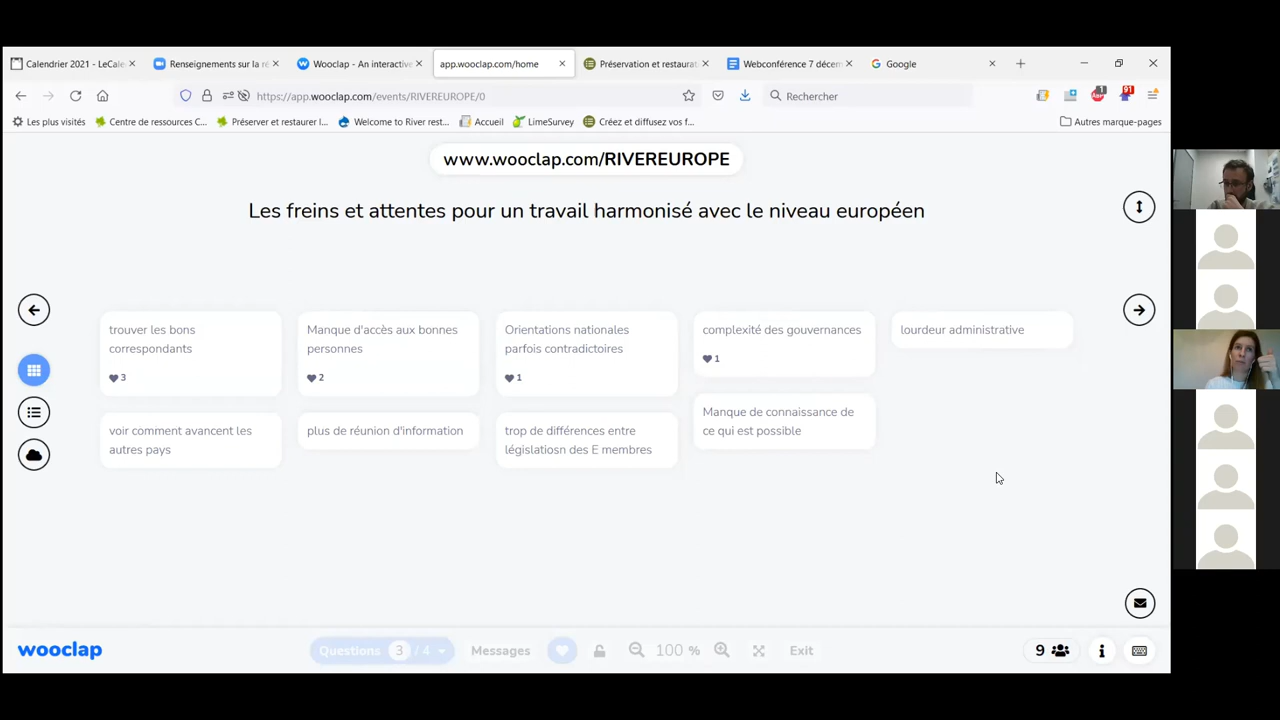 Calendrier 2021 - LeCale
Renseignements sur la ré
Wooclap - An interactive
app.wooclap.com/home
Préservation et restaurat
Webconférence 7 décem
Google
https://app.wooclap.com/events/RIVEREUROPE/0
Rechercher
1
91
Les plus visités
Centre de ressources C...
Préserver et restaurer l...
Welcome to River rest...
Accueil
LimeSurvey
Créez et diffusez vos f...
Autres marque-pages
www.wooclap.com/RIVEREUROPE
Les freins et attentes pour un travail harmonisé avec le niveau européen
trouver les bons
correspondants
3
Manque d'accès aux bonnes
personnes
2
Orientations nationales
parfois contradictoires
1
complexité des gouvernances
1
lourdeur administrative
voir comment avancent les
autres pays
plus de réunion d'information
trop de différences entre
législatiosn des E membres
Manque de connaissance de
ce qui est possible
wooclap
Questions 3 / 4
Messages
100 %
Exit
9